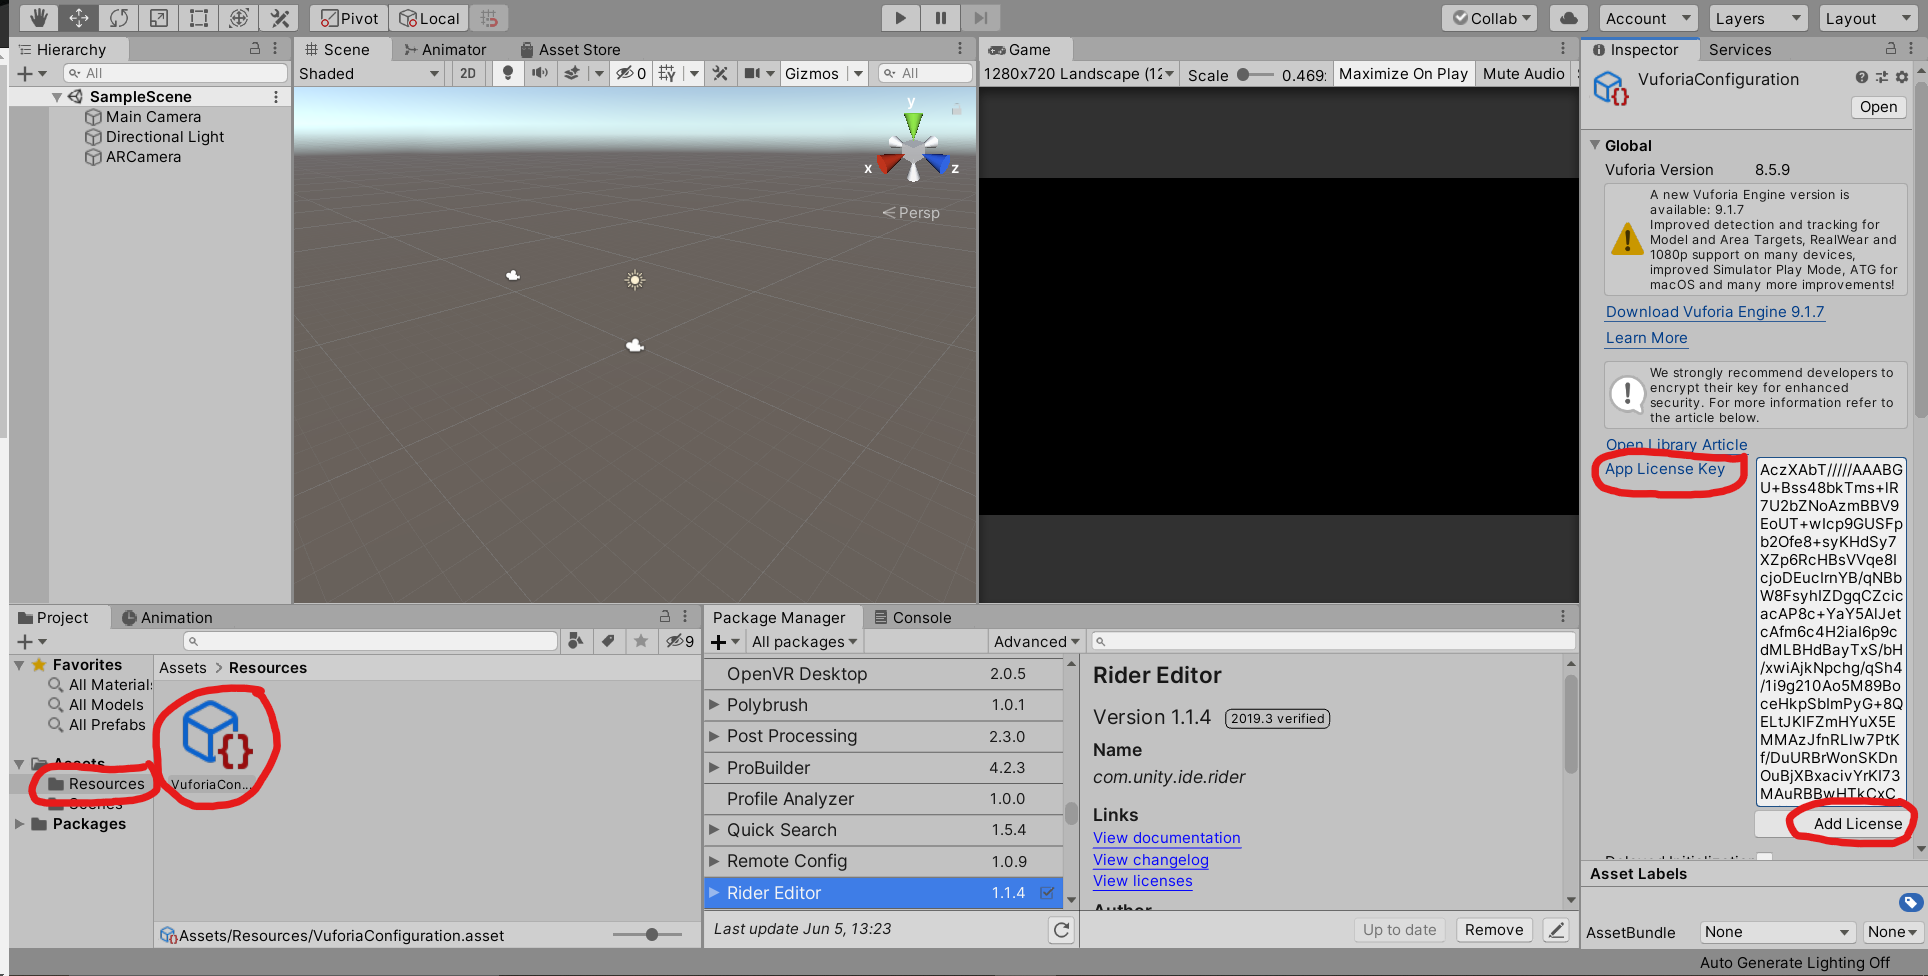 Pivot
Local
Collab
Account
Layers
Layout
Hierarchy
All
SampleScene
Main Camera
Directional Light
ARCamera
Scene
Animator
Asset Store
Shaded
2D
0
Gizmos
All
y
x
z
Persp
Game
1280x720 Landscape (12
Scale
0.469
Maximize On Play
Mute Audio
Inspector
Services
VuforiaConfiguration
Open
Global
Vuforia Version
8.5.9
A new Vuforia Engine version is
available: 9.1.7
Improved detection and tracking for
Model and Area Targets, RealWear and
1080p support on many devices,
improved Simulator Play Mode, ATG for
macOS and many more improvements!
Download Vuforia Engine 9.1.7
Learn More
We strongly recommend developers to
encrypt their key for enhanced
security. For more information refer to
the article below.
Open Library Article
App License Key
AczXAbT/////AAABG
U+Bss48bkTms+lR
7U2bZNoAzmBBV9
EoUT+wIcp9GUSFp
b2Ofe8+syKHdSy7
XZp6RcHBsVVqe8l
cjoDEucIrnYB/qNBb
W8FsyhIZDgqCZcic
acAP8c+YaY5AlJet
cAfm6c4H2iaI6p9c
dMLBHdBayTxS/bH
/xwiAjkNpchg/qSh4
/1i9g210Ao5M89Bo
ceHkpSbImPyG+8Q
ELtJKlFZmHYuX5E
MMAzJfnRLlw7PtK
f/DuURBrWonSKDn
OuBjXBxacivYrKl73
MAuRBBwHTkCxC
Add License
Asset Labels
AssetBundle
None
None
Auto Generate Lighting Off
Project
Animation
9
Favorites
All Materials
All Models
All Prefabs
Assets
Resources
Scenes
Packages
Assets > Resources
VuforiaCon...
Assets/Resources/VuforiaConfiguration.asset
Package Manager
Console
All packages
Advanced
OpenVR Desktop
2.0.5
Polybrush
1.0.1
Post Processing
2.3.0
ProBuilder
4.2.3
Profile Analyzer
1.0.0
Quick Search
1.5.4
Remote Config
1.0.9
Rider Editor
1.1.4
Last update Jun 5, 13:23
Rider Editor
Version 1.1.4
2019.3 verified
Name
com.unity.ide.rider
Links
View documentation
View changelog
View licenses
Author
Up to date
Remove